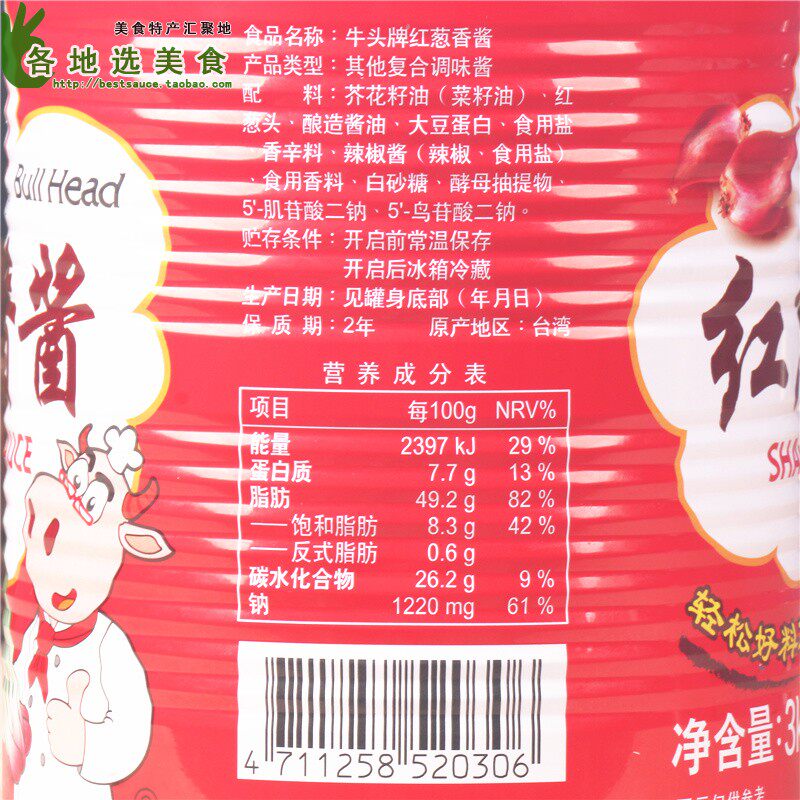 美食特产汇聚地
各地选美食
http://bestsauce.taobao.com
食品名称：牛头牌红葱香酱
产品类型：其他复合调味酱
配 料：芥花籽油（菜籽油）、红
葱头、酿造酱油、大豆蛋白、食用盐
、香辛料、辣椒酱（辣椒、食用盐）
、食用香料、白砂糖、酵母抽提物、
5'-肌苷酸二钠、5'-鸟苷酸二钠。
贮存条件：开启前常温保存
开启后冰箱冷藏
生产日期：见罐身底部（年月日）
保 质 期：2年 原产地区：台湾
营养成分表
项目 每100g NRV%
能量 2397 kJ 29 %
蛋白质 7.7 g 13 %
脂肪 49.2 g 82 %
——饱和脂肪 8.3 g 42 %
——反式脂肪 0.6 g
碳水化合物 26.2 g 9 %
钠 1220 mg 61 %
4 711258 520306
Bull Head
酱
UCE
红
SHA
轻松好料
净含量:3